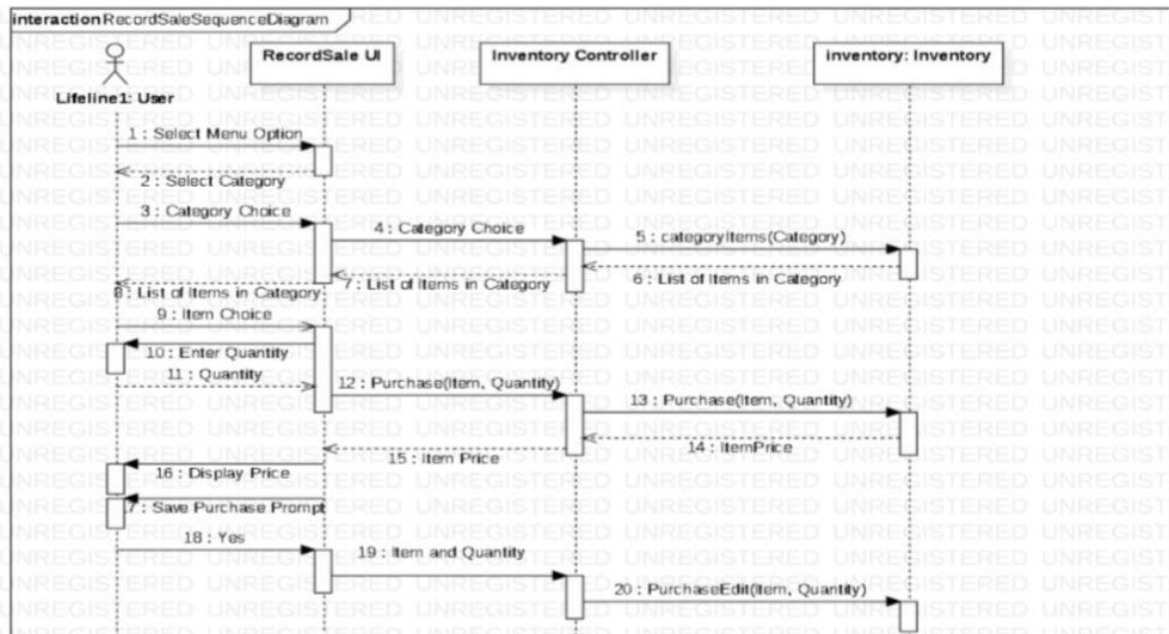 interaction RecordSaleSequenceDiagram
RecordSale UI
Inventory Controller
Inventory: Inventory
Lifeline1: User
1 : Select Menu Option
2 : Select Category
3 : Category Choice
4 : Category Choice
5 : categoryItems(Category)
6 : List of Items in Category
7 : List of Items in Category
8 : List of Items in Category
9 : Item Choice
10 : Enter Quantity
11 : Quantity
12 : Purchase(Item, Quantity)
13 : Purchase(Item, Quantity)
14 : ItemPrice
15 : Item Price
16 : Display Price
7 : Save Purchase Prompt
18 : Yes
19 : Item and Quantity
20 : PurchaseEdit(Item, Quantity)
UNREGISTERED